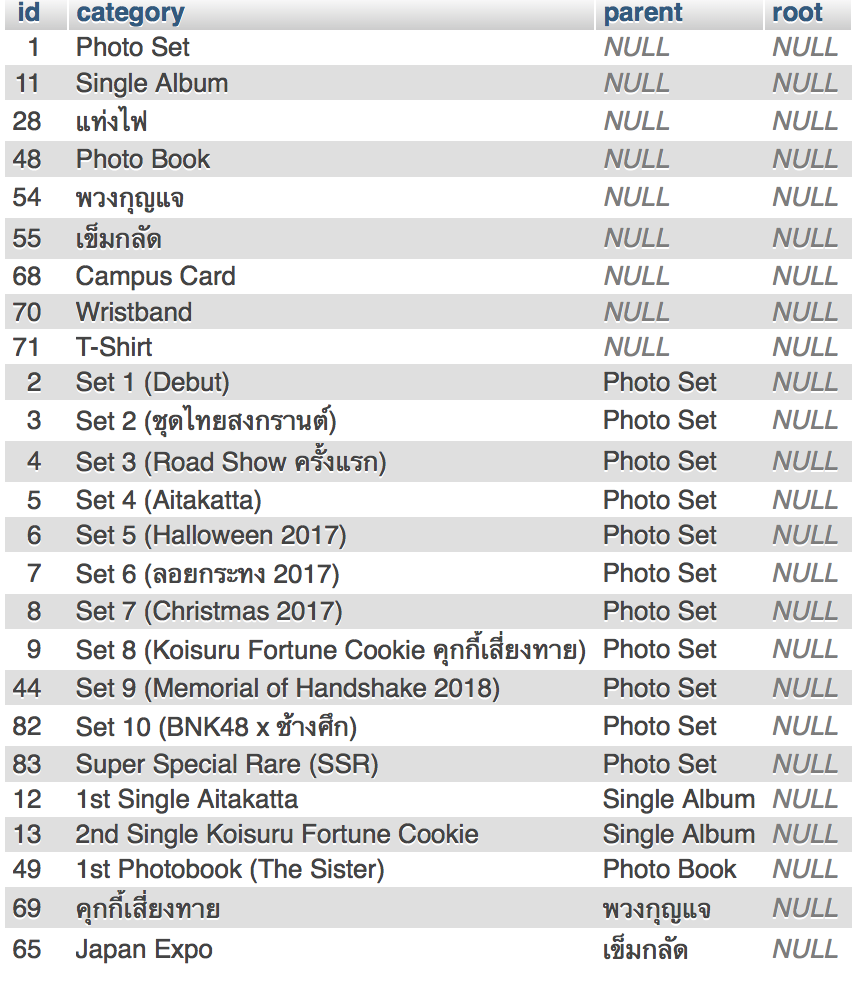 id category parent root
1 Photo Set NULL NULL
11 Single Album NULL NULL
28 แท่งไฟ NULL NULL
48 Photo Book NULL NULL
54 พวงกุญแจ NULL NULL
55 เข็มกลัด NULL NULL
68 Campus Card NULL NULL
70 Wristband NULL NULL
71 T-Shirt NULL NULL
2 Set 1 (Debut) Photo Set NULL
3 Set 2 (ชุดไทยสงกรานต์) Photo Set NULL
4 Set 3 (Road Show ครั้งแรก) Photo Set NULL
5 Set 4 (Aitakatta) Photo Set NULL
6 Set 5 (Halloween 2017) Photo Set NULL
7 Set 6 (ลอยกระทง 2017) Photo Set NULL
8 Set 7 (Christmas 2017) Photo Set NULL
9 Set 8 (Koisuru Fortune Cookie คุกกี้เสี่ยงทาย) Photo Set NULL
44 Set 9 (Memorial of Handshake 2018) Photo Set NULL
82 Set 10 (BNK48 x ช้างศึก) Photo Set NULL
83 Super Special Rare (SSR) Photo Set NULL
12 1st Single Aitakatta Single Album NULL
13 2nd Single Koisuru Fortune Cookie Single Album NULL
49 1st Photobook (The Sister) Photo Book NULL
69 คุกกี้เสี่ยงทาย พวงกุญแจ NULL
65 Japan Expo เข็มกลัด NULL